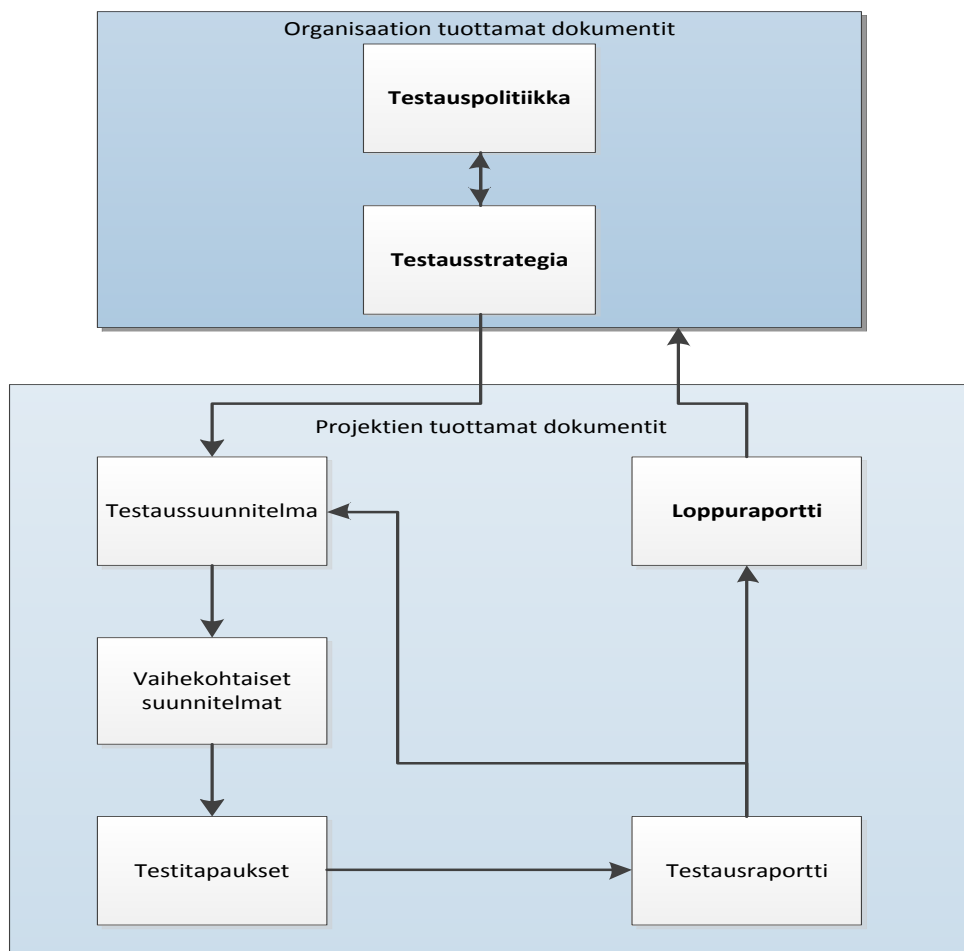 Organisaation tuottamat dokumentit
Testauspolitiikka
Testausstrategia
Projektien tuottamat dokumentit
Testaussuunnitelma
Loppuraportti
Vaihekohtaiset
suunnitelmat
Testitapaukset
Testausraportti